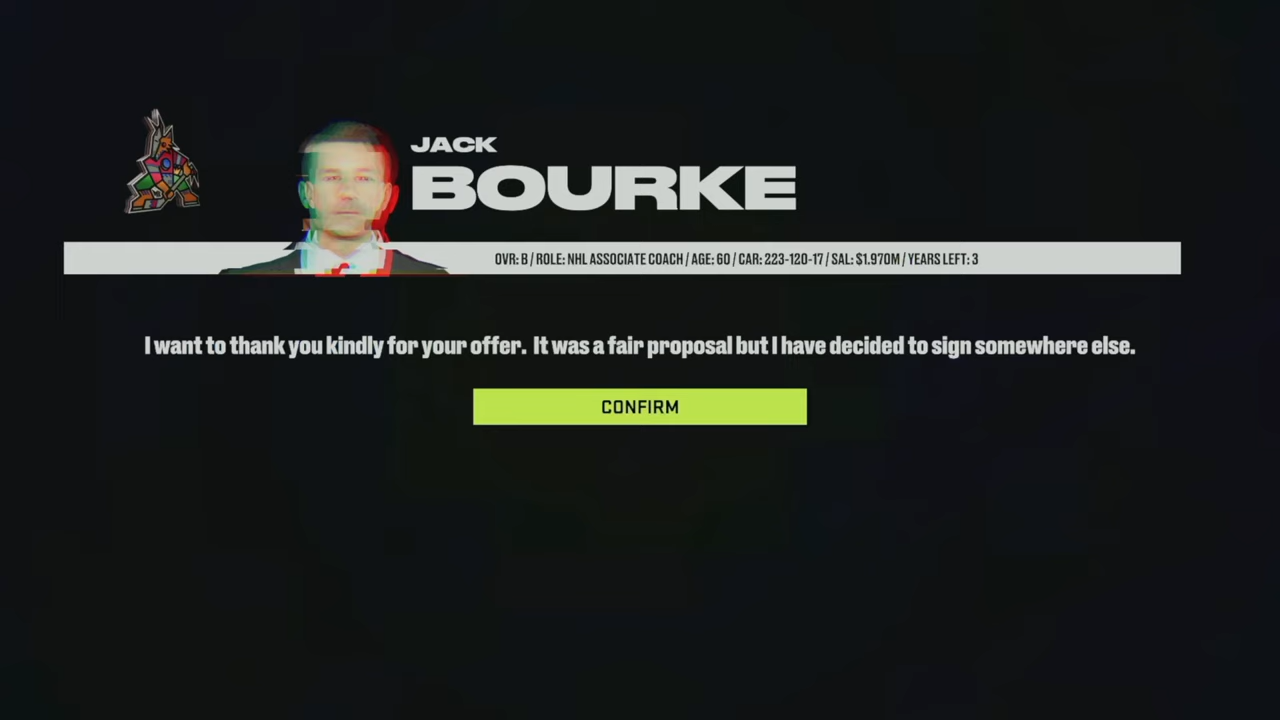 JACK
BOURKE
OVR: B / ROLE: NHL ASSOCIATE COACH / AGE: 60 / CAR: 223-120-17 / SAL: $1.970M / YEARS LEFT: 3
I want to thank you kindly for your offer.  It was a fair proposal but I have decided to sign somewhere else.
CONFIRM